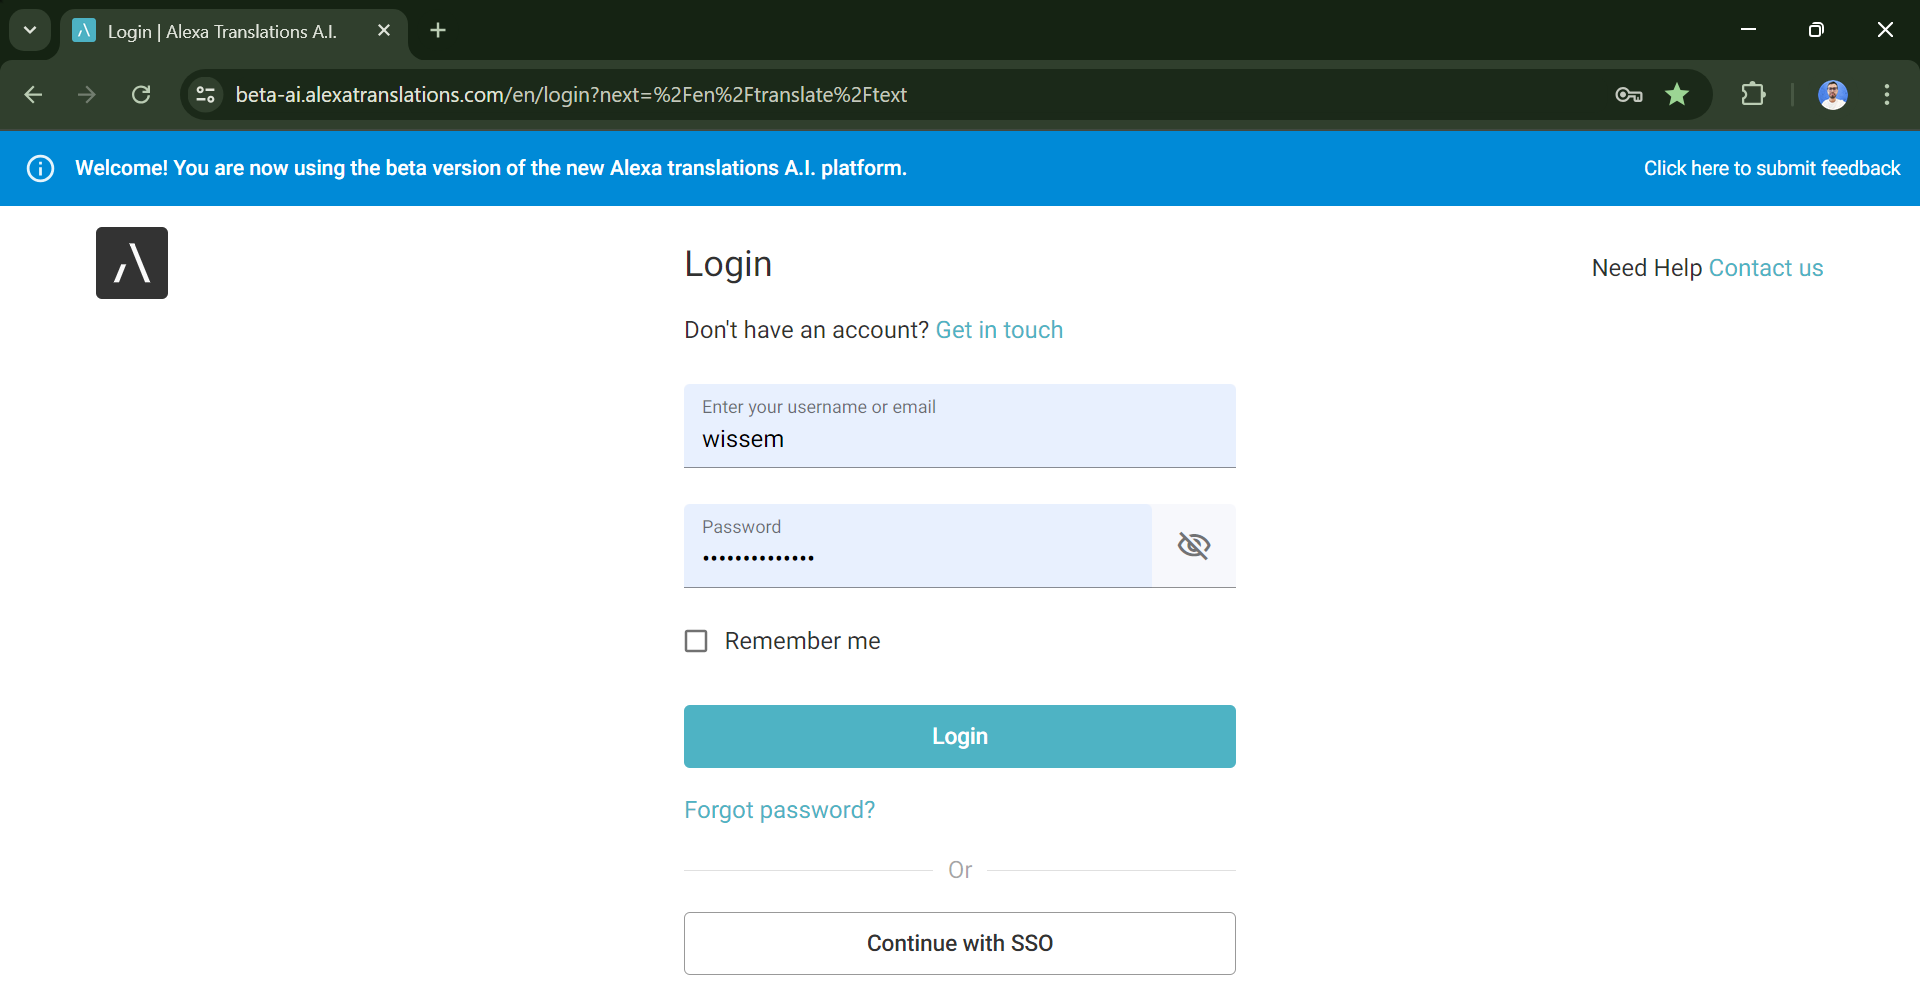 Login | Alexa Translations A.I.
beta-ai.alexatranslations.com/en/login?next=%2Fen%2Ftranslate%2Ftext
Welcome! You are now using the beta version of the new Alexa translations A.I. platform.
Click here to submit feedback
Login
Need Help Contact us
Don't have an account? Get in touch
Enter your username or email
wissem
Password
••••••••••••••
Remember me
Login
Forgot password?
Or
Continue with SSO